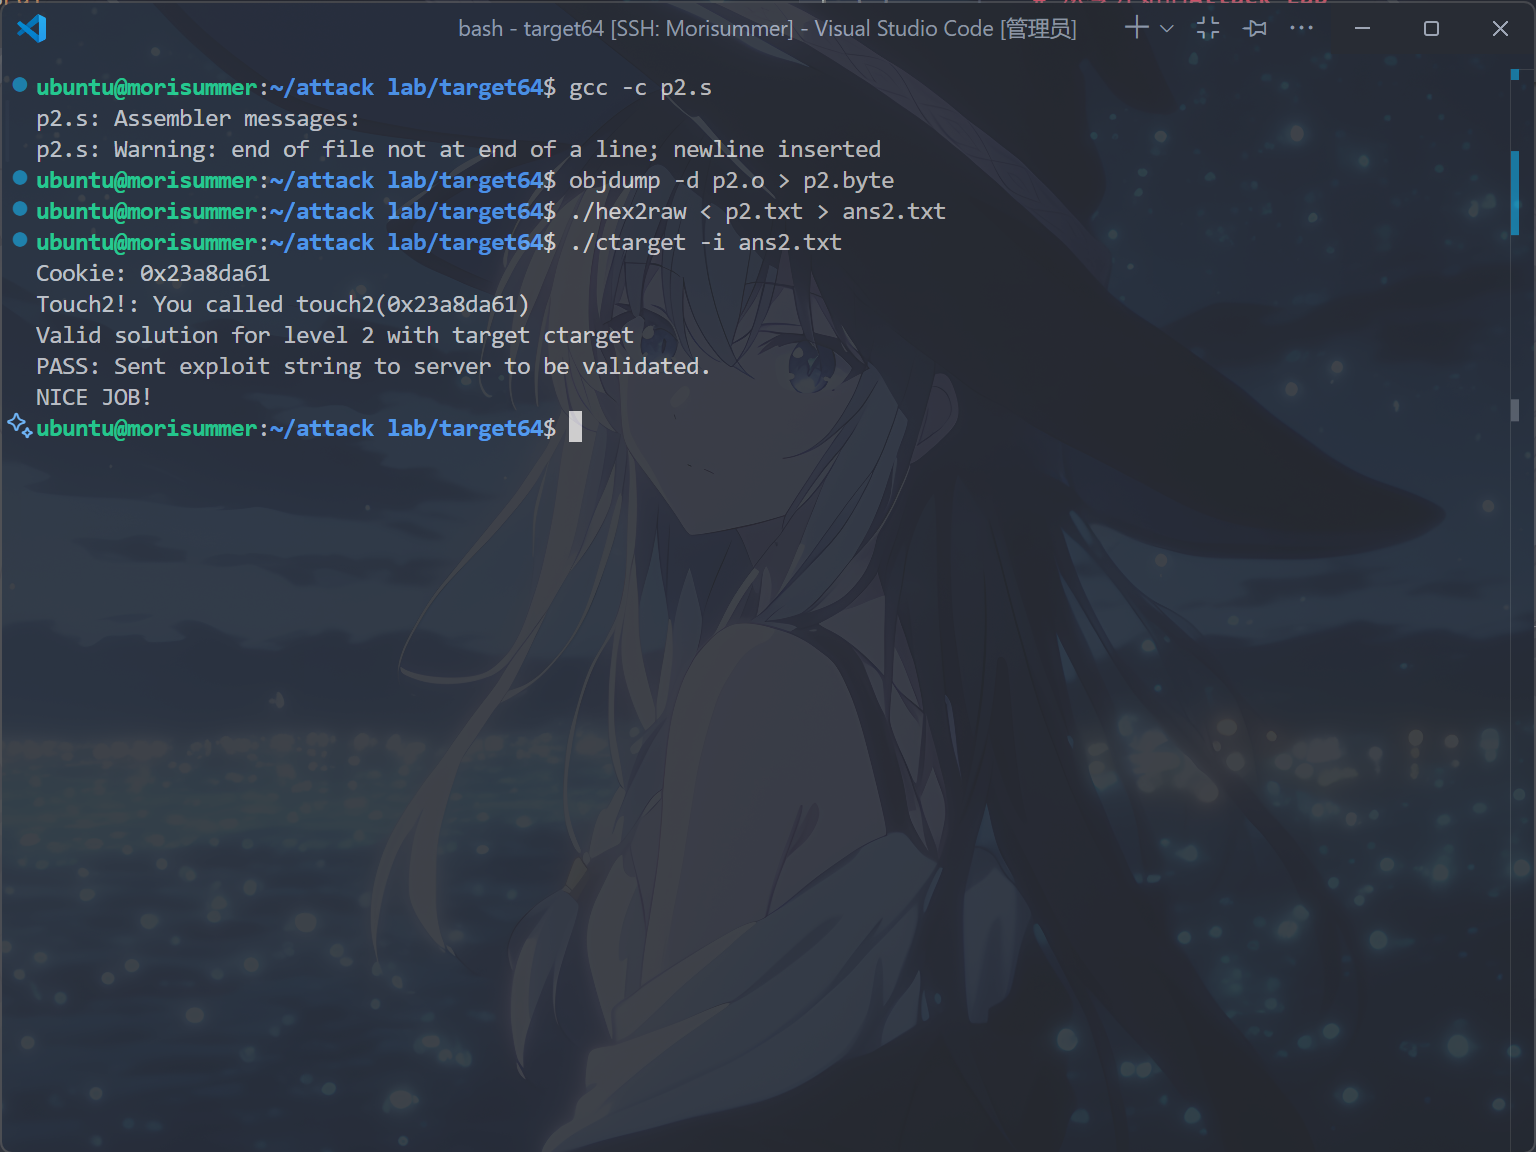 bash - target64 [SSH: Morisummer] - Visual Studio Code [管理员]
ubuntu@morisummer:~/attack lab/target64$ gcc -c p2.s
p2.s: Assembler messages:
p2.s: Warning: end of file not at end of a line; newline inserted
ubuntu@morisummer:~/attack lab/target64$ objdump -d p2.o > p2.byte
ubuntu@morisummer:~/attack lab/target64$ ./hex2raw < p2.txt > ans2.txt
ubuntu@morisummer:~/attack lab/target64$ ./ctarget -i ans2.txt
Cookie: 0x23a8da61
Touch2!: You called touch2(0x23a8da61)
Valid solution for level 2 with target ctarget
PASS: Sent exploit string to server to be validated.
NICE JOB!
ubuntu@morisummer:~/attack lab/target64$